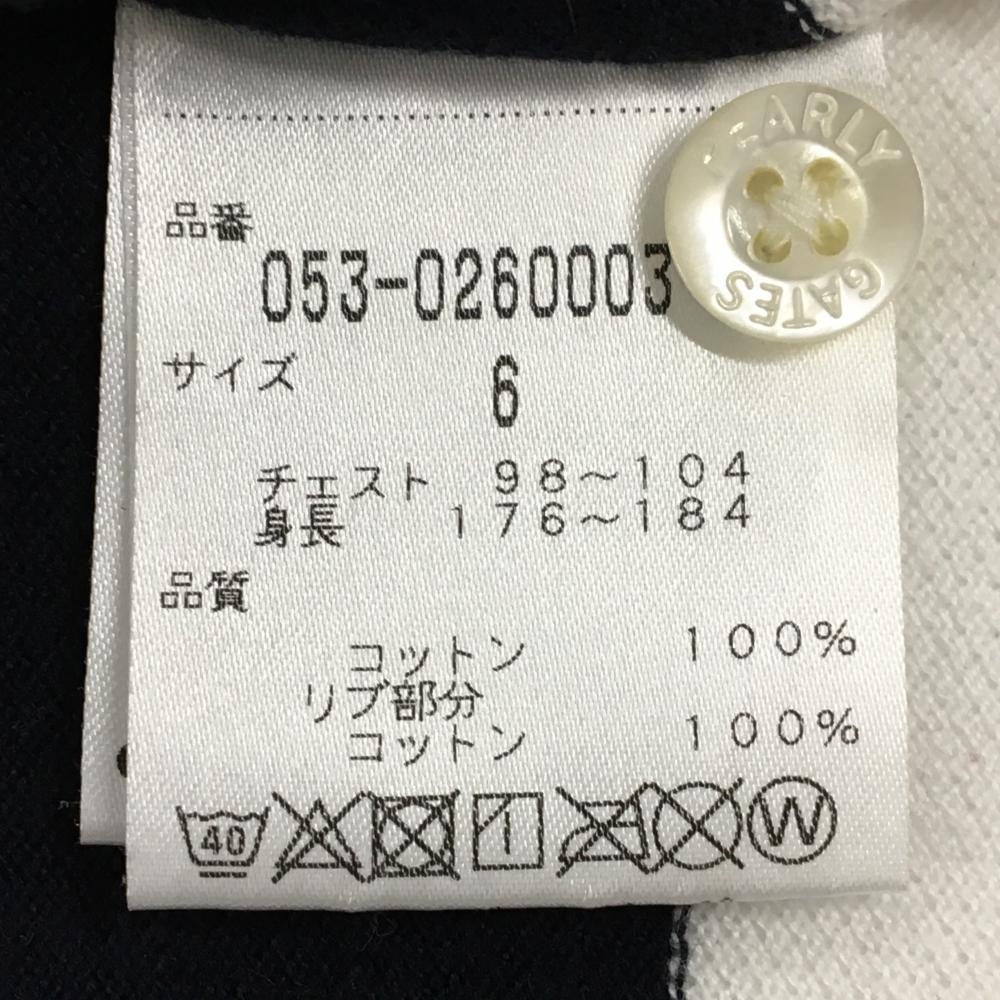 品番
053-0260003
サイズ
6
チェスト 98〜104
身長 176〜184
品質
コットン 100%
リブ部分
コットン 100%
40
W
PEARLY
GATES